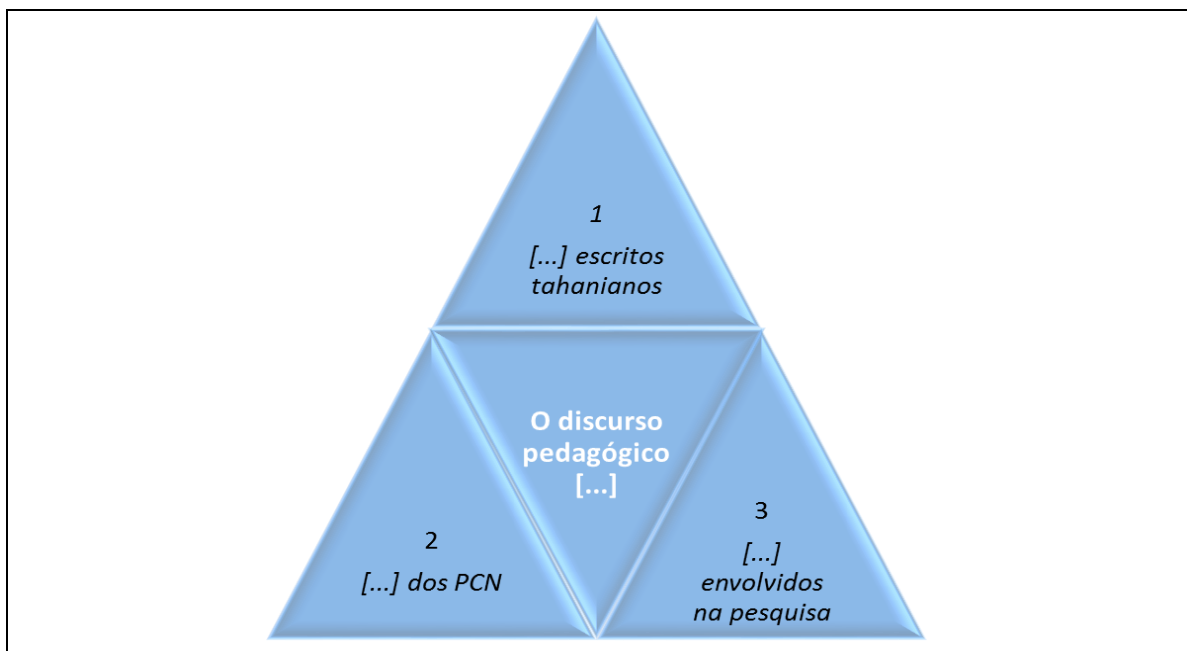 1
[...] escritos
tahanianos
O discurso
pedagógico
[...]
2
[...] dos PCN
3
[...]
envolvidos
na pesquisa